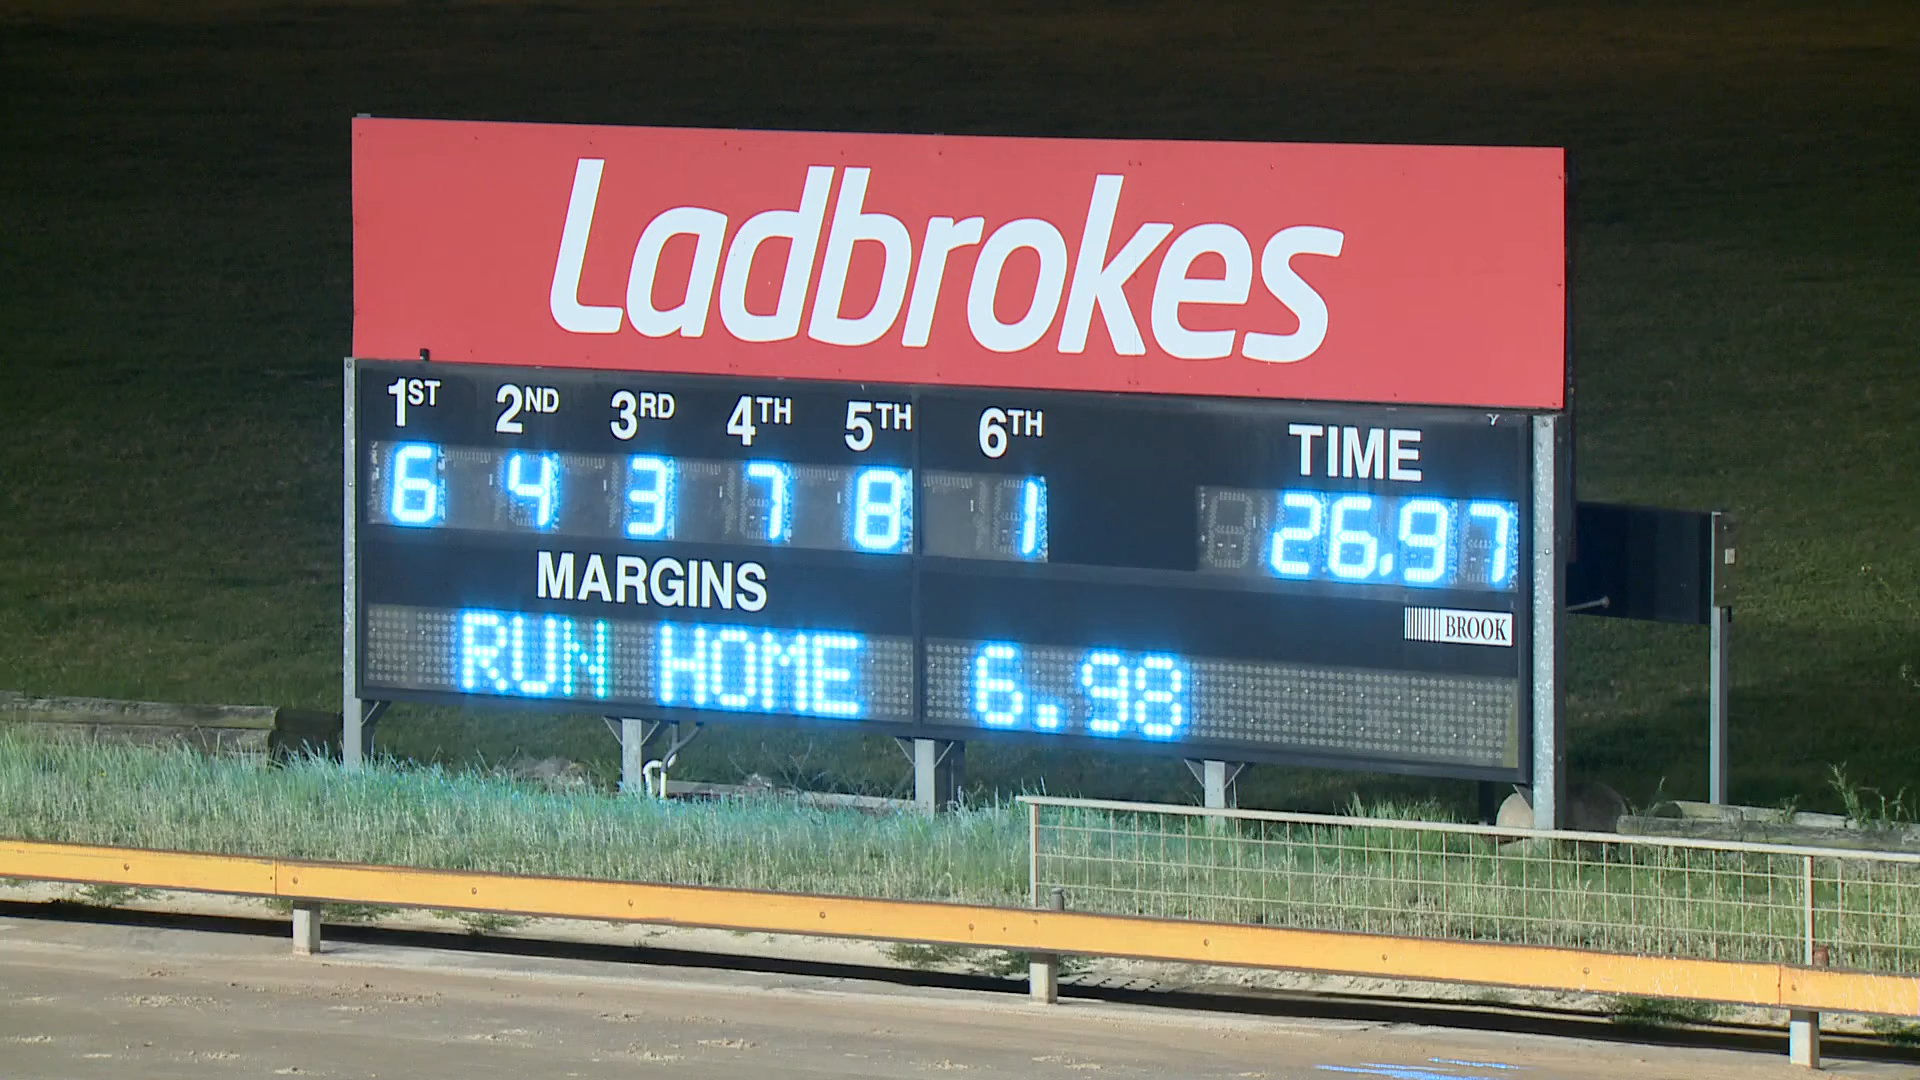 Ladbrokes
1ST 2ND 3RD 4TH 5TH 6TH TIME
6 4 3 7 8 1 26.97
MARGINS
BROOK
RUN HOME 6.98